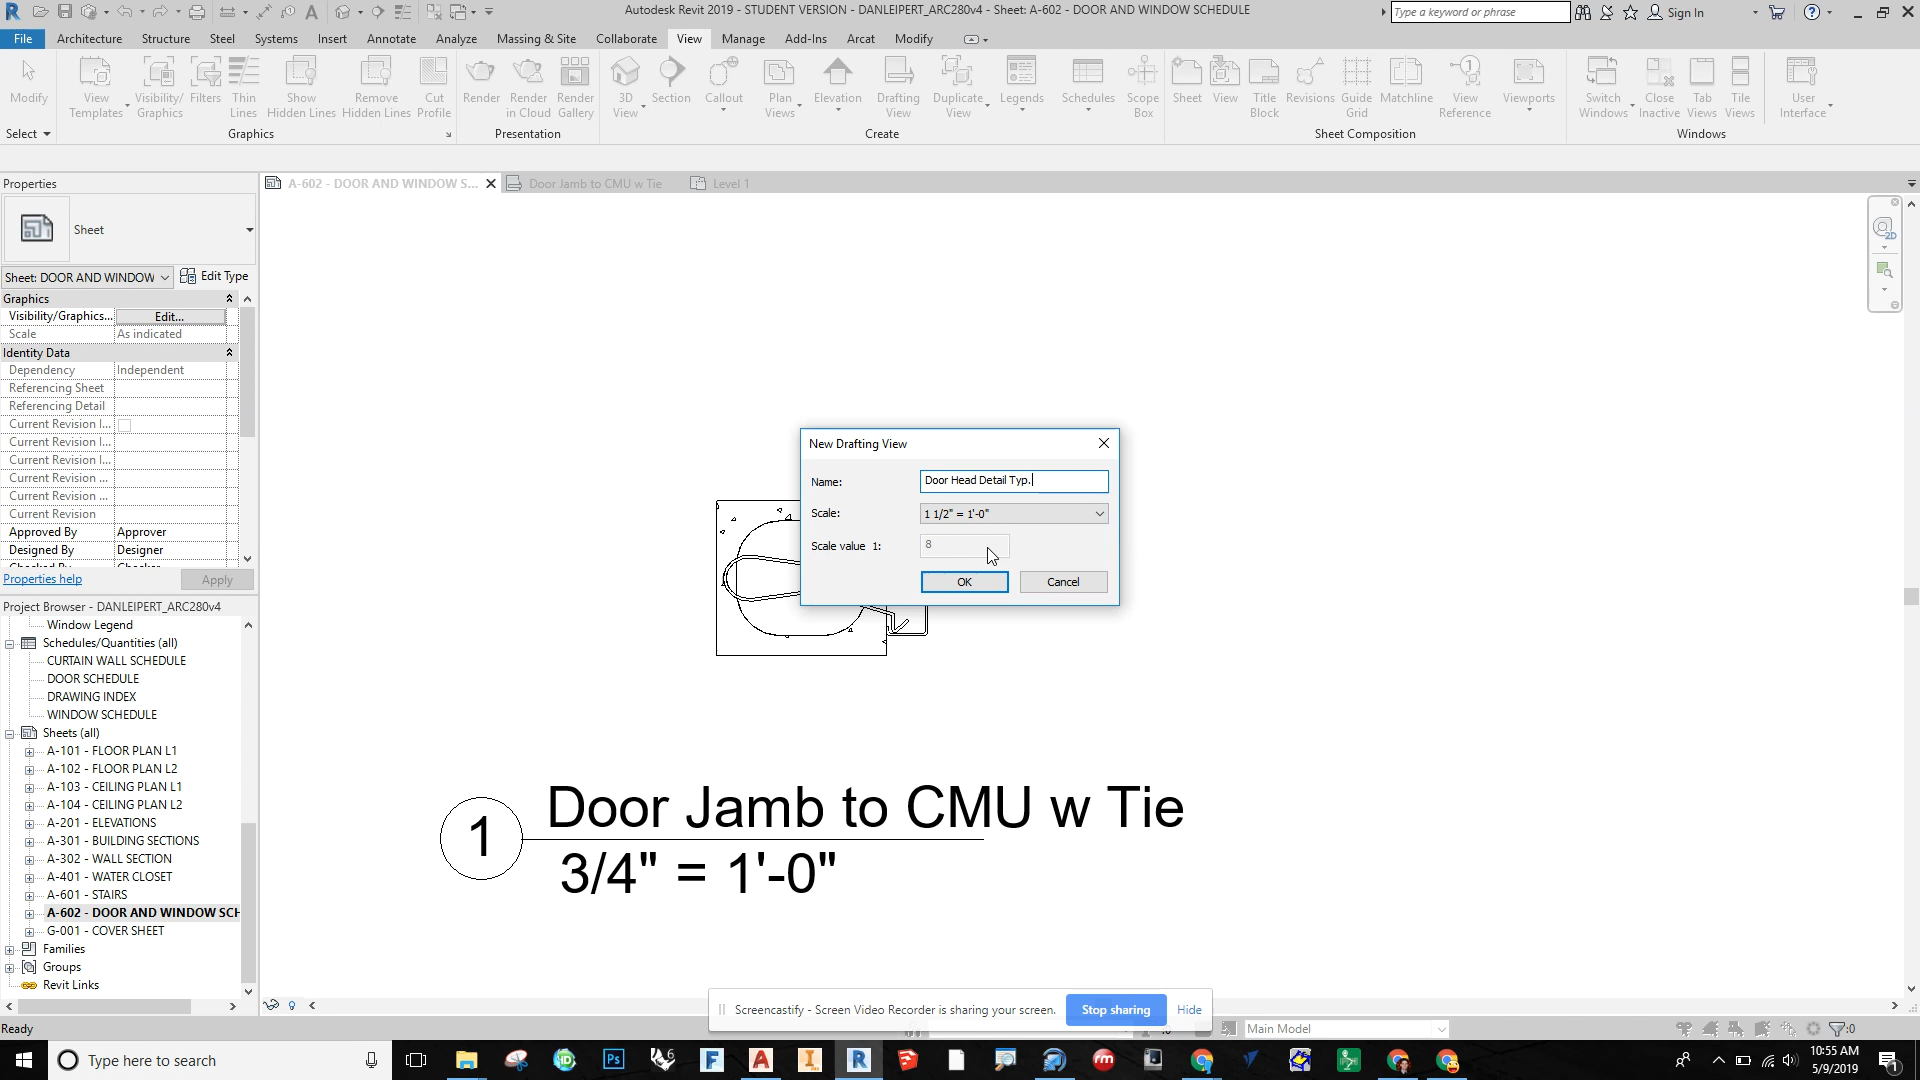 Autodesk Revit 2019 - STUDENT VERSION - DANLEIPERT_ARC280v4 - Sheet: A-602 - DOOR AND WINDOW SCHEDULE
Type a keyword or phrase
Sign In
File Architecture Structure Steel Systems Insert Annotate Analyze Massing & Site Collaborate View Manage Add-Ins Arcat Modify
Modify
View Templates
Visibility/ Graphics
Filters
Thin Lines
Show Hidden Lines
Remove Hidden Lines
Cut Profile
Render
Render in Cloud
Render Gallery
3D View
Section
Callout
Plan Views
Elevation
Drafting View
Duplicate View
Legends
Schedules
Scope Box
Sheet
View
Title Block
Revisions
Guide Grid
Matchline
View Reference
Viewports
Switch Windows
Close Inactive
Tab Views
Tile Views
User Interface
Select Graphics Presentation Create Sheet Composition Windows
Properties
A-602 - DOOR AND WINDOW S...
Door Jamb to CMU w Tie
Level 1
2D
Sheet
Sheet: DOOR AND WINDOW
Edit Type
Graphics
Visibility/Graphics... Edit...
Scale As indicated
Identity Data
Dependency Independent
Referencing Sheet
Referencing Detail
Current Revision I...
Current Revision I...
Current Revision I...
Current Revision ...
Current Revision ...
Current Revision
Approved By Approver
Designed By Designer
Checked By Checker
Properties help Apply
Project Browser - DANLEIPERT_ARC280v4
Window Legend
Schedules/Quantities (all)
CURTAIN WALL SCHEDULE
DOOR SCHEDULE
DRAWING INDEX
WINDOW SCHEDULE
Sheets (all)
A-101 - FLOOR PLAN L1
A-102 - FLOOR PLAN L2
A-103 - CEILING PLAN L1
A-104 - CEILING PLAN L2
A-201 - ELEVATIONS
A-301 - BUILDING SECTIONS
A-302 - WALL SECTION
A-401 - WATER CLOSET
A-601 - STAIRS
A-602 - DOOR AND WINDOW SCH
G-001 - COVER SHEET
Families
Groups
Revit Links
New Drafting View
Name: Door Head Detail Typ.
Scale: 1 1/2" = 1'-0"
Scale value 1: 8
OK Cancel
1
Door Jamb to CMU w Tie
3/4" = 1'-0"
Screencastify - Screen Video Recorder is sharing your screen. Stop sharing Hide
Ready
Main Model
:0
Type here to search
10:55 AM
5/9/2019